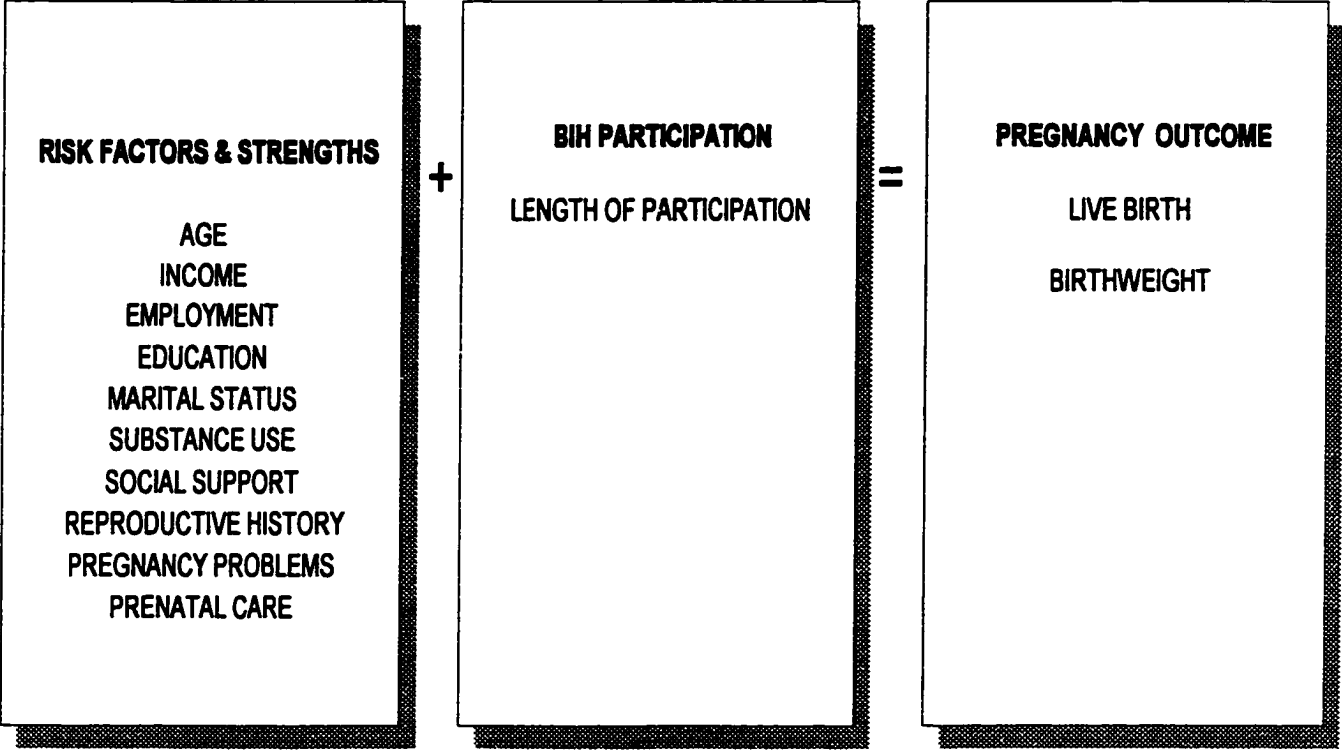 RISK FACTORS & STRENGTHS
AGE
INCOME
EMPLOYMENT
EDUCATION
MARITAL STATUS
SUBSTANCE USE
SOCIAL SUPPORT
REPRODUCTIVE HISTORY
PREGNANCY PROBLEMS
PRENATAL CARE
+
BIH PARTICIPATION
LENGTH OF PARTICIPATION
=
PREGNANCY OUTCOME
LIVE BIRTH
BIRTHWEIGHT